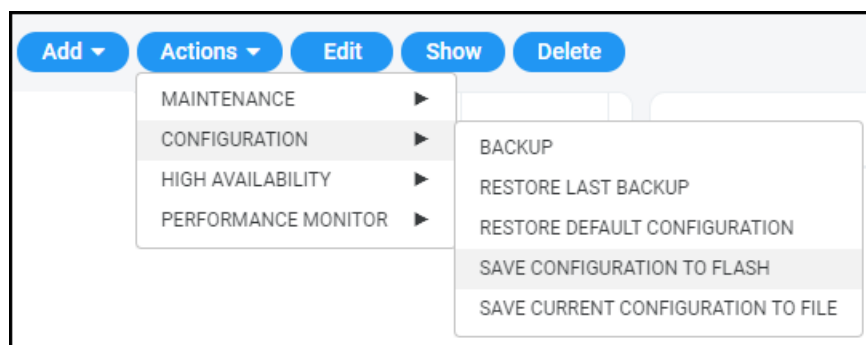 Add Actions Edit Show Delete
MAINTENANCE
CONFIGURATION
HIGH AVAILABILITY
PERFORMANCE MONITOR
BACKUP
RESTORE LAST BACKUP
RESTORE DEFAULT CONFIGURATION
SAVE CONFIGURATION TO FLASH
SAVE CURRENT CONFIGURATION TO FILE